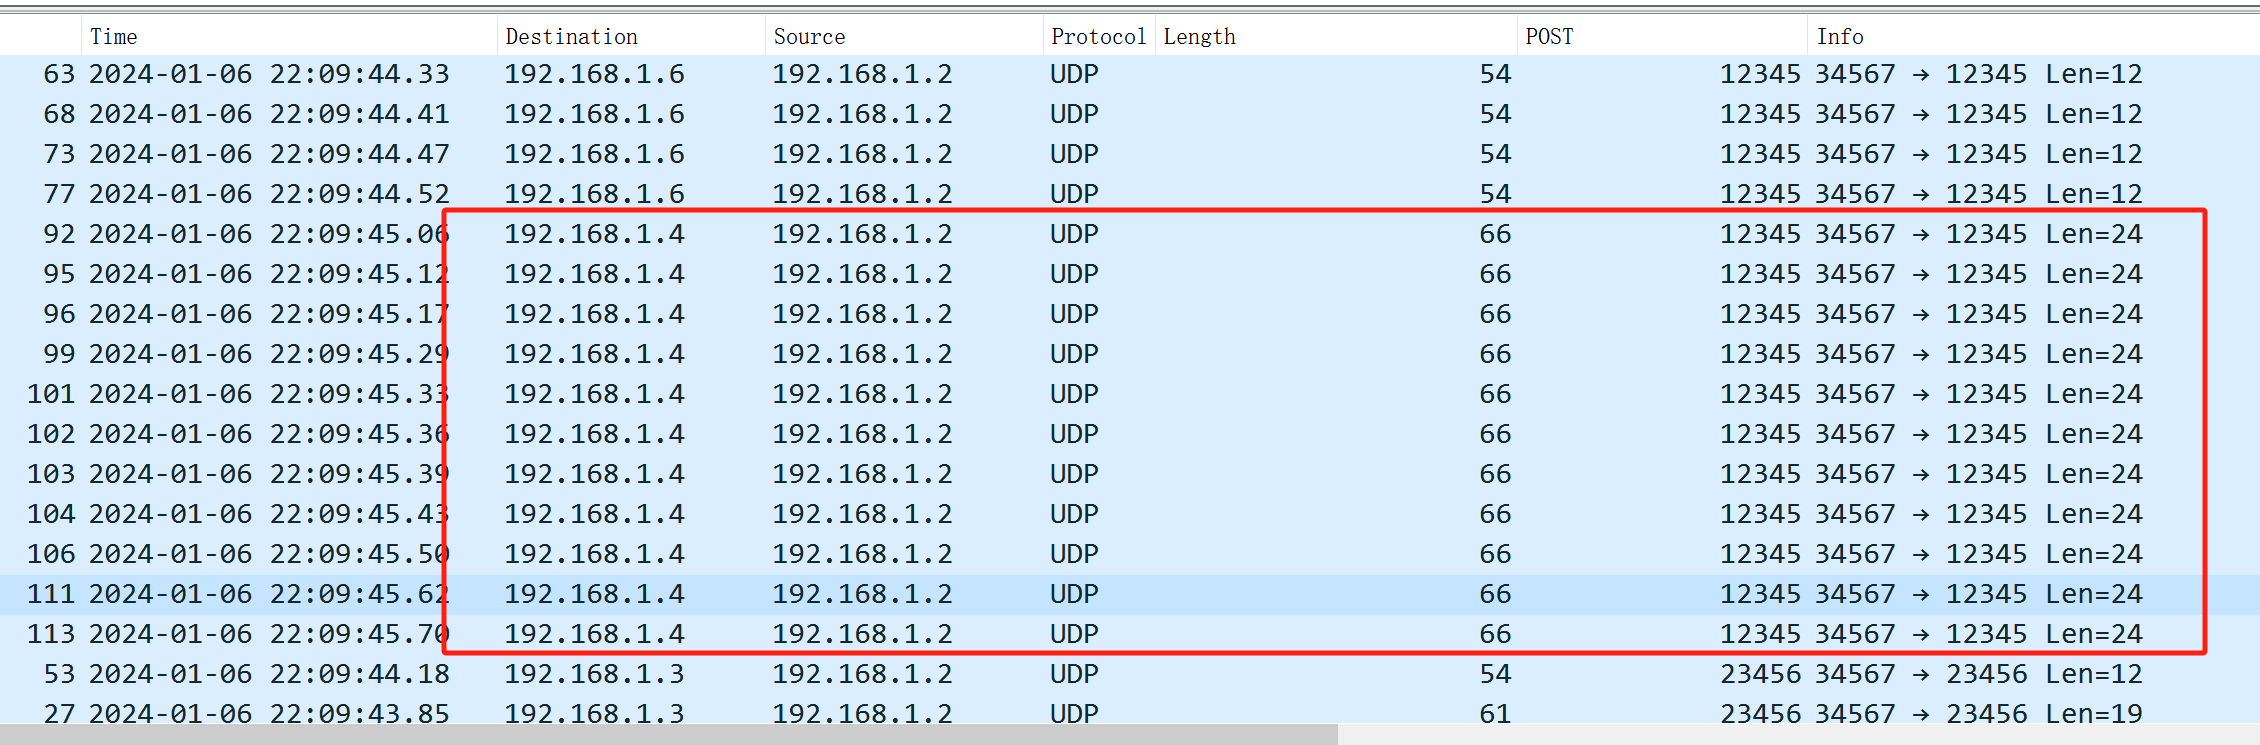 Time Destination Source Protocol Length POST Info
63 2024-01-06 22:09:44.33 192.168.1.6 192.168.1.2 UDP 54 12345 34567 → 12345 Len=12
68 2024-01-06 22:09:44.41 192.168.1.6 192.168.1.2 UDP 54 12345 34567 → 12345 Len=12
73 2024-01-06 22:09:44.47 192.168.1.6 192.168.1.2 UDP 54 12345 34567 → 12345 Len=12
77 2024-01-06 22:09:44.52 192.168.1.6 192.168.1.2 UDP 54 12345 34567 → 12345 Len=12
92 2024-01-06 22:09:45.06 192.168.1.4 192.168.1.2 UDP 66 12345 34567 → 12345 Len=24
95 2024-01-06 22:09:45.12 192.168.1.4 192.168.1.2 UDP 66 12345 34567 → 12345 Len=24
96 2024-01-06 22:09:45.17 192.168.1.4 192.168.1.2 UDP 66 12345 34567 → 12345 Len=24
99 2024-01-06 22:09:45.29 192.168.1.4 192.168.1.2 UDP 66 12345 34567 → 12345 Len=24
101 2024-01-06 22:09:45.33 192.168.1.4 192.168.1.2 UDP 66 12345 34567 → 12345 Len=24
102 2024-01-06 22:09:45.36 192.168.1.4 192.168.1.2 UDP 66 12345 34567 → 12345 Len=24
103 2024-01-06 22:09:45.39 192.168.1.4 192.168.1.2 UDP 66 12345 34567 → 12345 Len=24
104 2024-01-06 22:09:45.43 192.168.1.4 192.168.1.2 UDP 66 12345 34567 → 12345 Len=24
106 2024-01-06 22:09:45.50 192.168.1.4 192.168.1.2 UDP 66 12345 34567 → 12345 Len=24
111 2024-01-06 22:09:45.62 192.168.1.4 192.168.1.2 UDP 66 12345 34567 → 12345 Len=24
113 2024-01-06 22:09:45.70 192.168.1.4 192.168.1.2 UDP 66 12345 34567 → 12345 Len=24
53 2024-01-06 22:09:44.18 192.168.1.3 192.168.1.2 UDP 54 23456 34567 → 23456 Len=12
27 2024-01-06 22:09:43.85 192.168.1.3 192.168.1.2 UDP 61 23456 34567 → 23456 Len=19